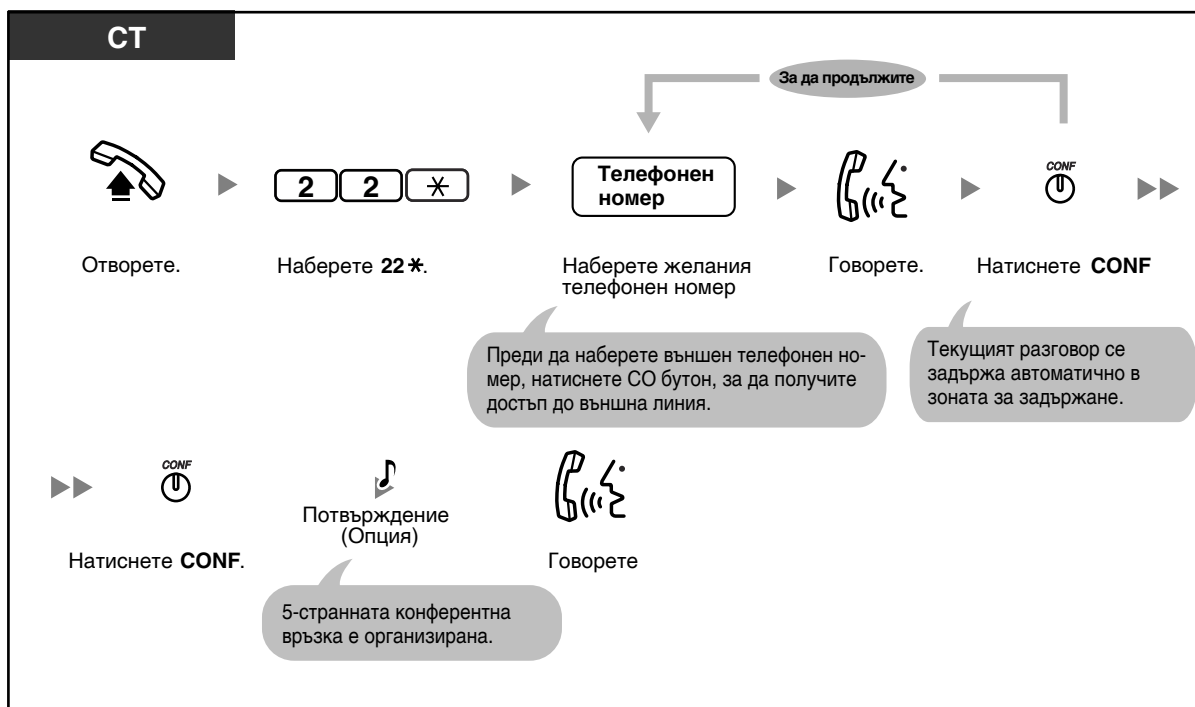 CT
За да продължите
2 2 *
Телефонен
номер
CONF
Отворете.
Наберете 22*.
Наберете желания
телефонен номер
Говорете.
Натиснете CONF
Преди да наберете външен телефонен но-
мер, натиснете CO бутон, за да получите
достъп до външна линия.
Текущият разговор се
задържа автоматично в
зоната за задържане.
CONF
Натиснете CONF.
Потвърждение
(Опция)
Говорете
5-странната конферентна
връзка е организирана.